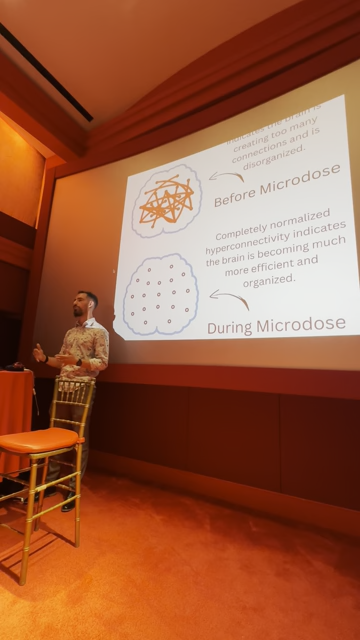 indicates the brain is
creating too many
connections and is
disorganized.
Before Microdose
Completely normalized
hyperconnectivity indicates
the brain is becoming much
more efficient and
organized.
During Microdose